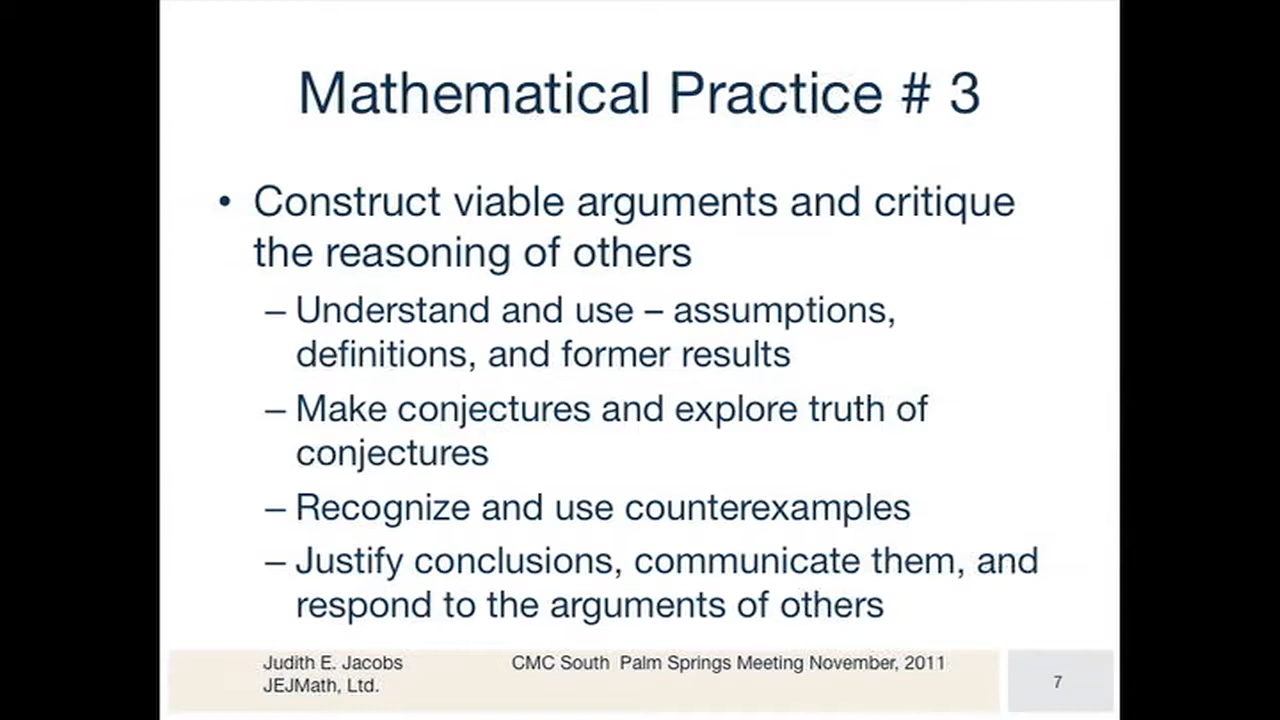 Mathematical Practice # 3
• Construct viable arguments and critique
the reasoning of others
– Understand and use – assumptions,
definitions, and former results
– Make conjectures and explore truth of
conjectures
– Recognize and use counterexamples
– Justify conclusions, communicate them, and
respond to the arguments of others
Judith E. Jacobs
JEJMath, Ltd.
CMC South Palm Springs Meeting November, 2011
7